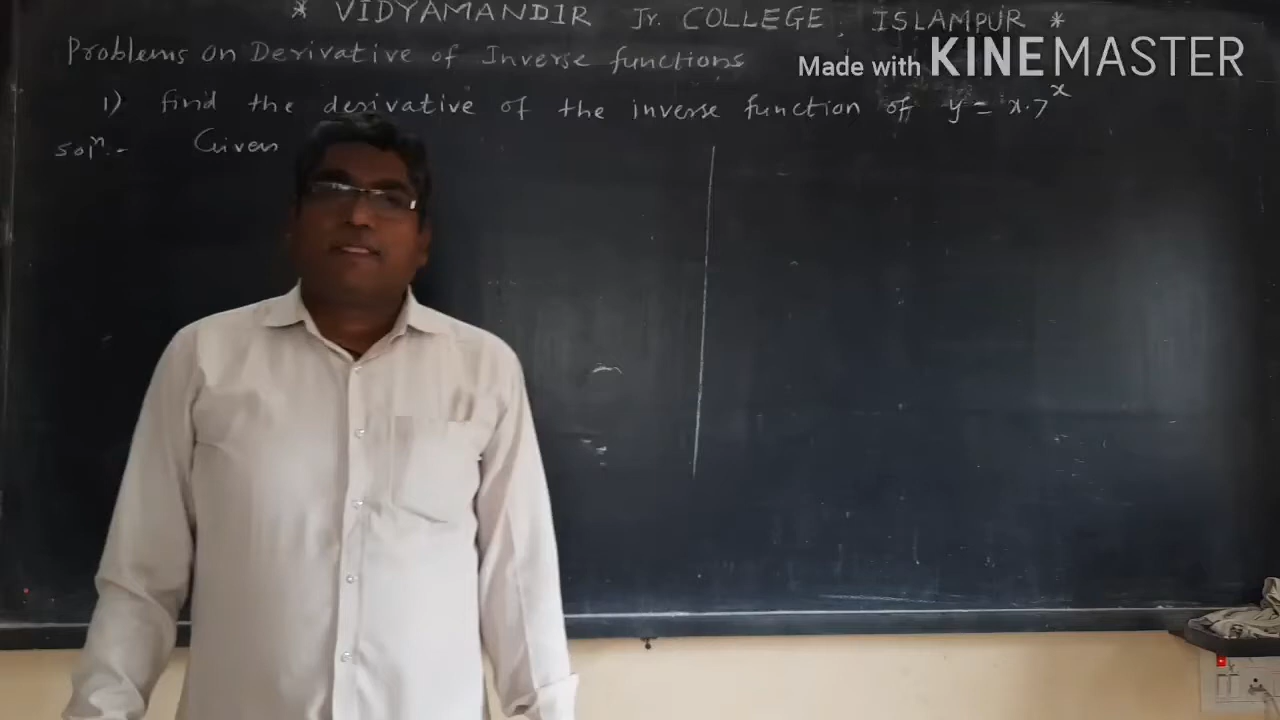 * VIDYAMANDIR Jr. COLLEGE, ISLAMPUR *
Problems on Derivative of Inverse functions
Made with KINEMASTER
1) find the derivative of the inverse function of y = x·7^x
Solⁿ:- Given